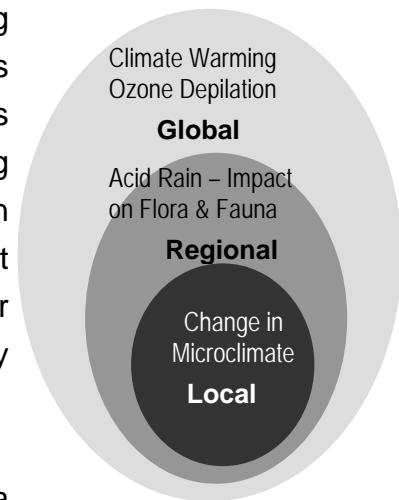 Climate Warming
Ozone Depilation
Global
Acid Rain – Impact
on Flora & Fauna
Regional
Change in
Microclimate
Local